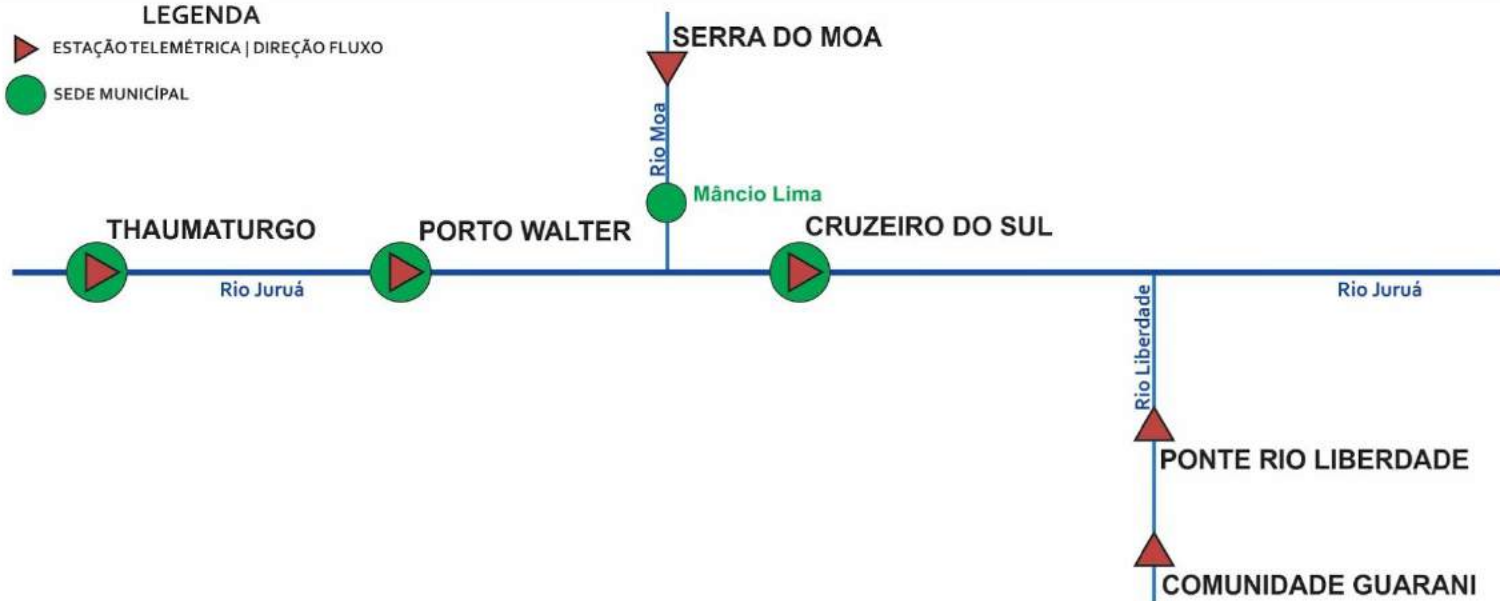 LEGENDA
ESTAÇÃO TELEMÉTRICA | DIREÇÃO FLUXO
SEDE MUNICÍPAL
SERRA DO MOA
Rio Moa
Mâncio Lima
THAUMATURGO
PORTO WALTER
CRUZEIRO DO SUL
Rio Juruá
Rio Juruá
Rio Liberdade
PONTE RIO LIBERDADE
COMUNIDADE GUARANI